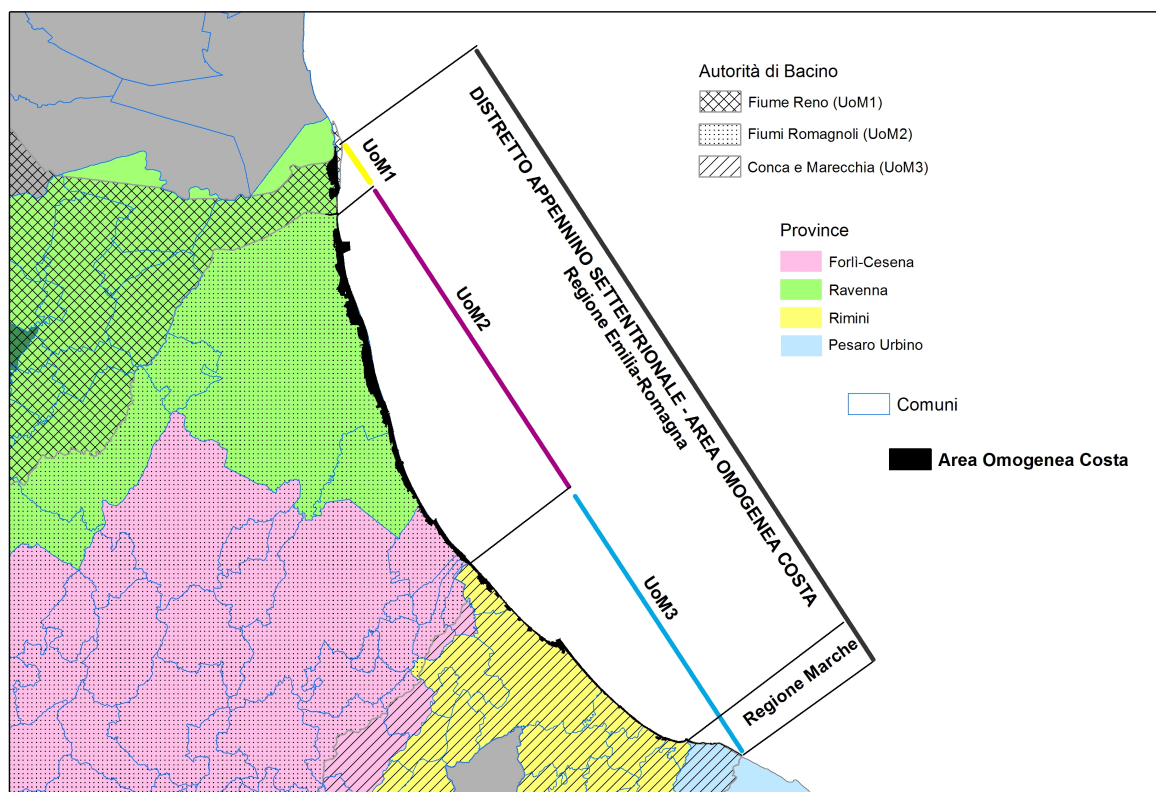 Autorità di Bacino
Fiume Reno (UoM1)
Fiumi Romagnoli (UoM2)
Conca e Marecchia (UoM3)
Province
Forlì-Cesena
Ravenna
Rimini
Pesaro Urbino
Comuni
Area Omogenea Costa
DISTRETTO APPENNINO SETTENTRIONALE - AREA OMOGENEA COSTA
Regione Emilia-Romagna
UoM1
UoM2
UoM3
Regione Marche